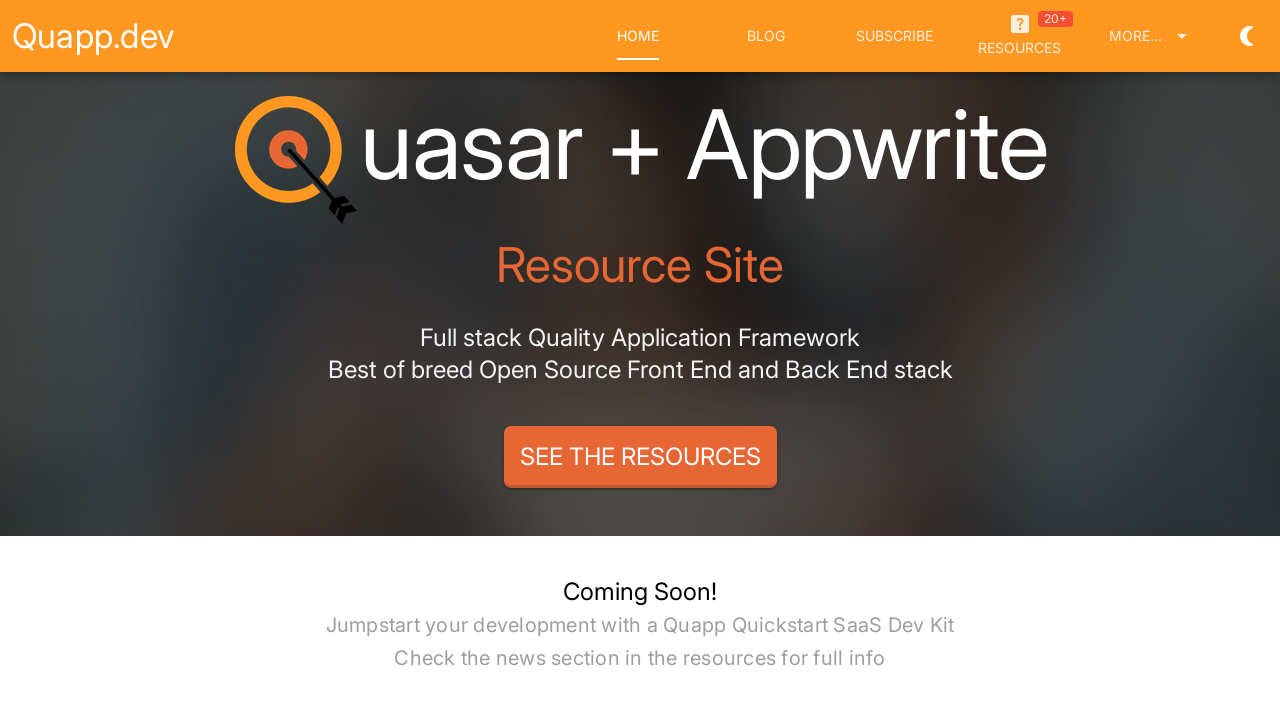 Quapp.dev
HOME
BLOG
SUBSCRIBE
20+
RESOURCES
MORE...
uasar + Appwrite
Resource Site
Full stack Quality Application Framework
Best of breed Open Source Front End and Back End stack
SEE THE RESOURCES
Coming Soon!
Jumpstart your development with a Quapp Quickstart SaaS Dev Kit
Check the news section in the resources for full info